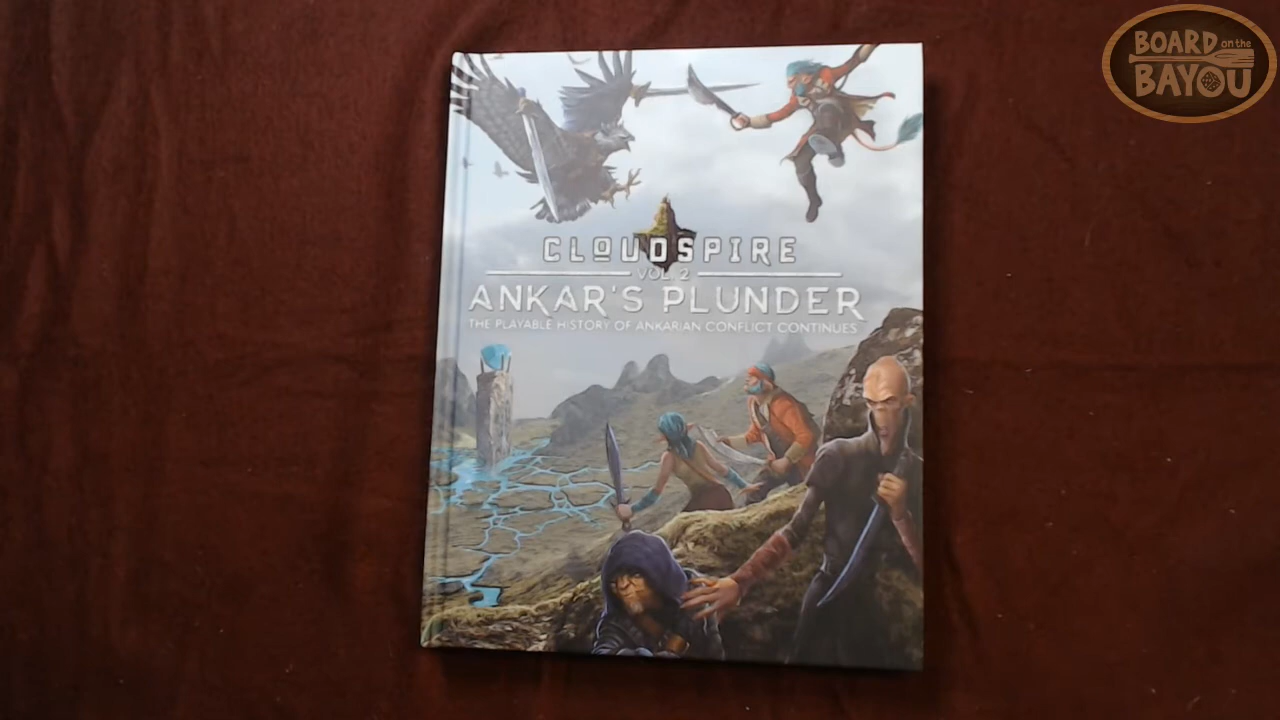 BOARD on the
BAYOU
CLOUDSPIRE
VOL. 2
ANKAR'S PLUNDER
THE PLAYABLE HISTORY OF ANKARIAN CONFLICT CONTINUES